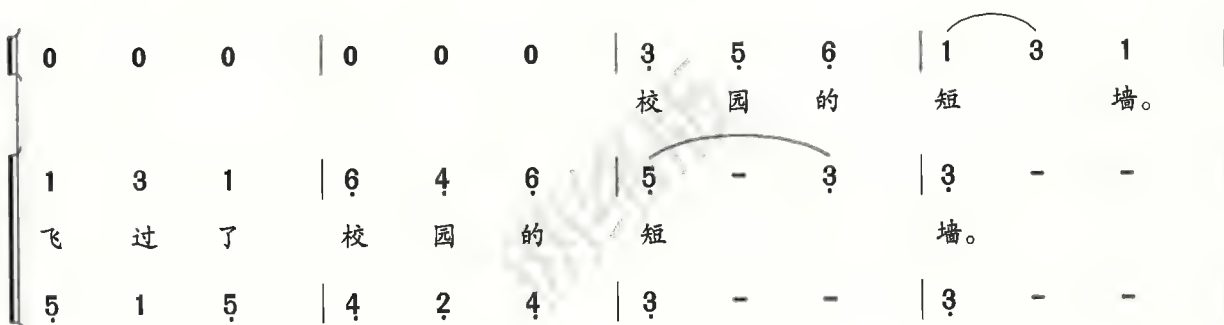 0 0 0 | 0 0 0 | 3̣ 5̣ 6̣ | 1 3 1 |
校 园 的 短 墙。
1 3 1 | 6̣ 4̣ 6̣ | 5̣ - 3̣ | 3̣ - -
飞 过 了 校 园 的 短 墙。
5̣ 1 5̣ | 4̣ 2̣ 4̣ | 3̣ - - | 3̣ - -